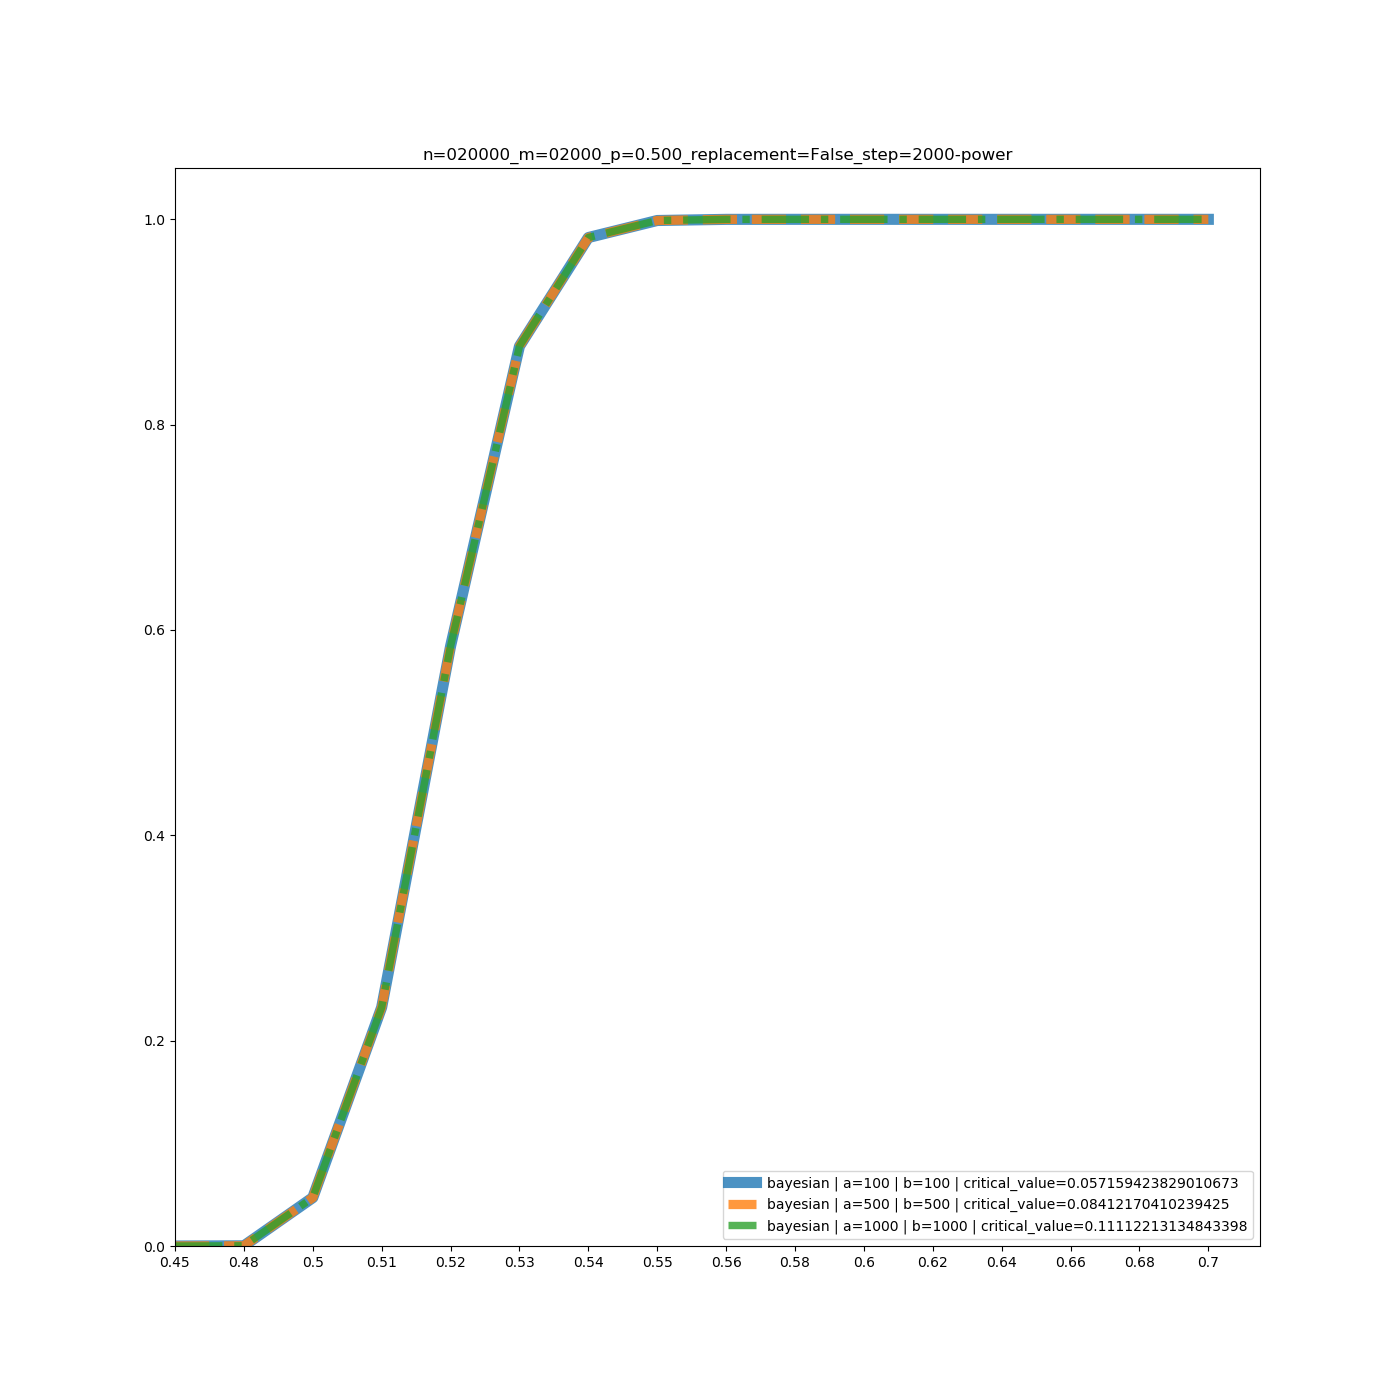 n=020000_m=02000_p=0.500_replacement=False_step=2000-power
1.0
0.8
0.6
0.4
0.2
0.0
0.45 0.48 0.5 0.51 0.52 0.53 0.54 0.55 0.56 0.58 0.6 0.62 0.64 0.66 0.68 0.7
bayesian | a=100 | b=100 | critical_value=0.057159423829010673
bayesian | a=500 | b=500 | critical_value=0.08412170410239425
bayesian | a=1000 | b=1000 | critical_value=0.11112213134843398